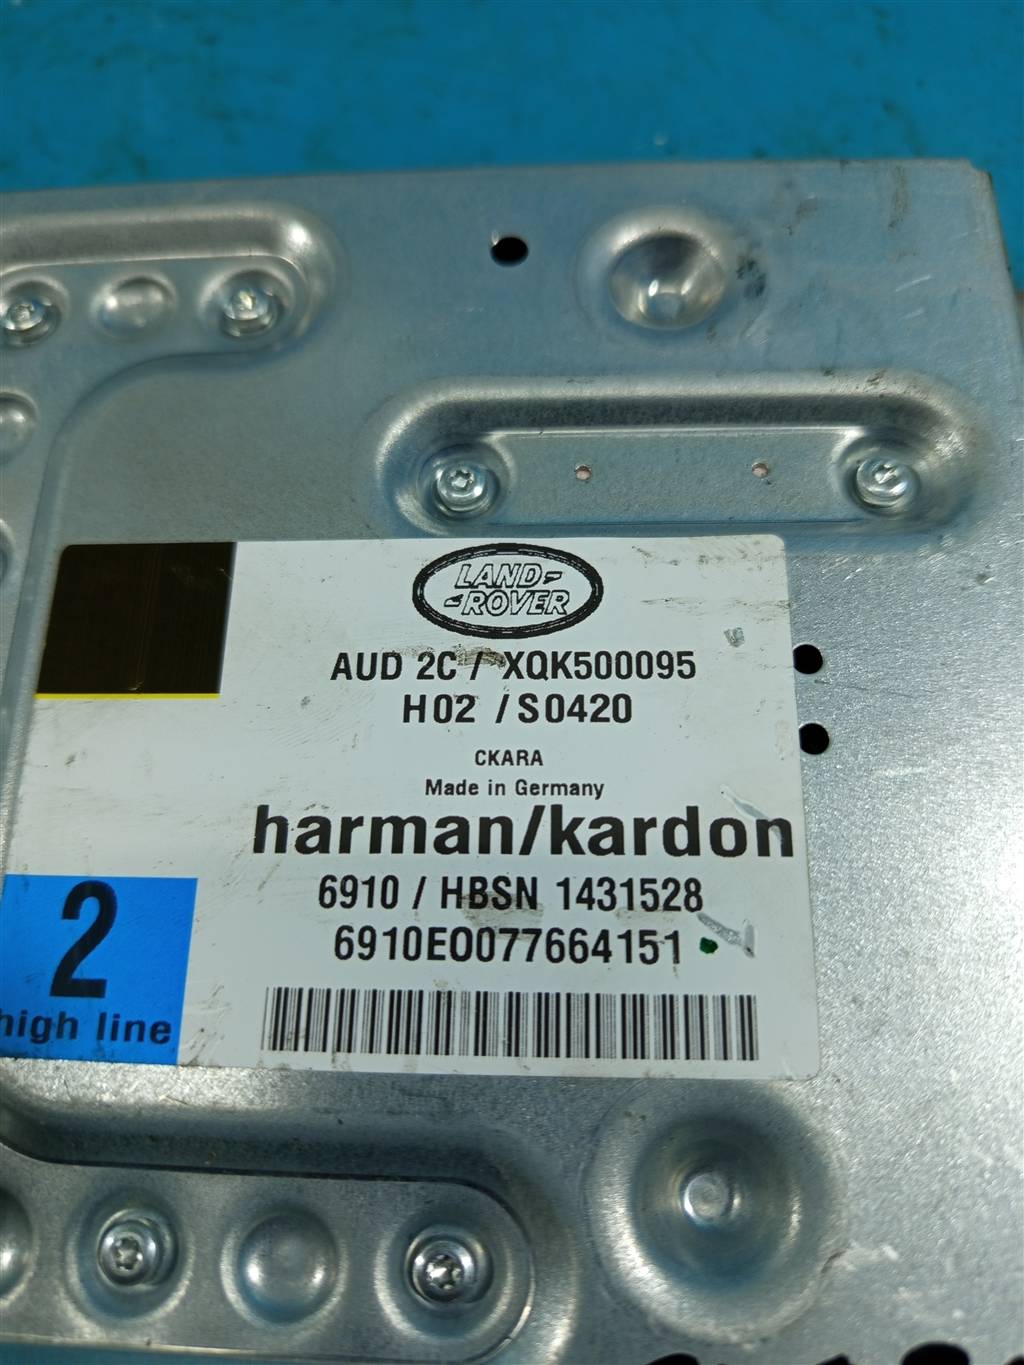 LAND-
-ROVER
AUD 2C / XQK500095
H02 / S0420
CKARA
Made in Germany
harman/kardon
6910 / HBSN 1431528
6910EO077664151
2
high line